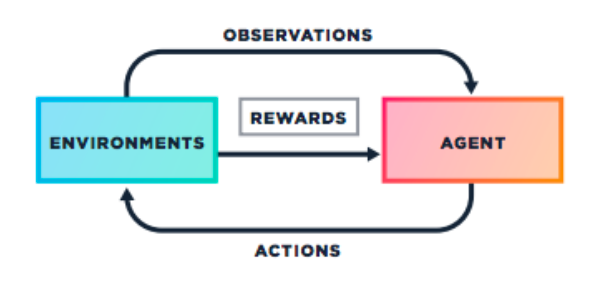 OBSERVATIONS
REWARDS
ENVIRONMENTS
AGENT
ACTIONS